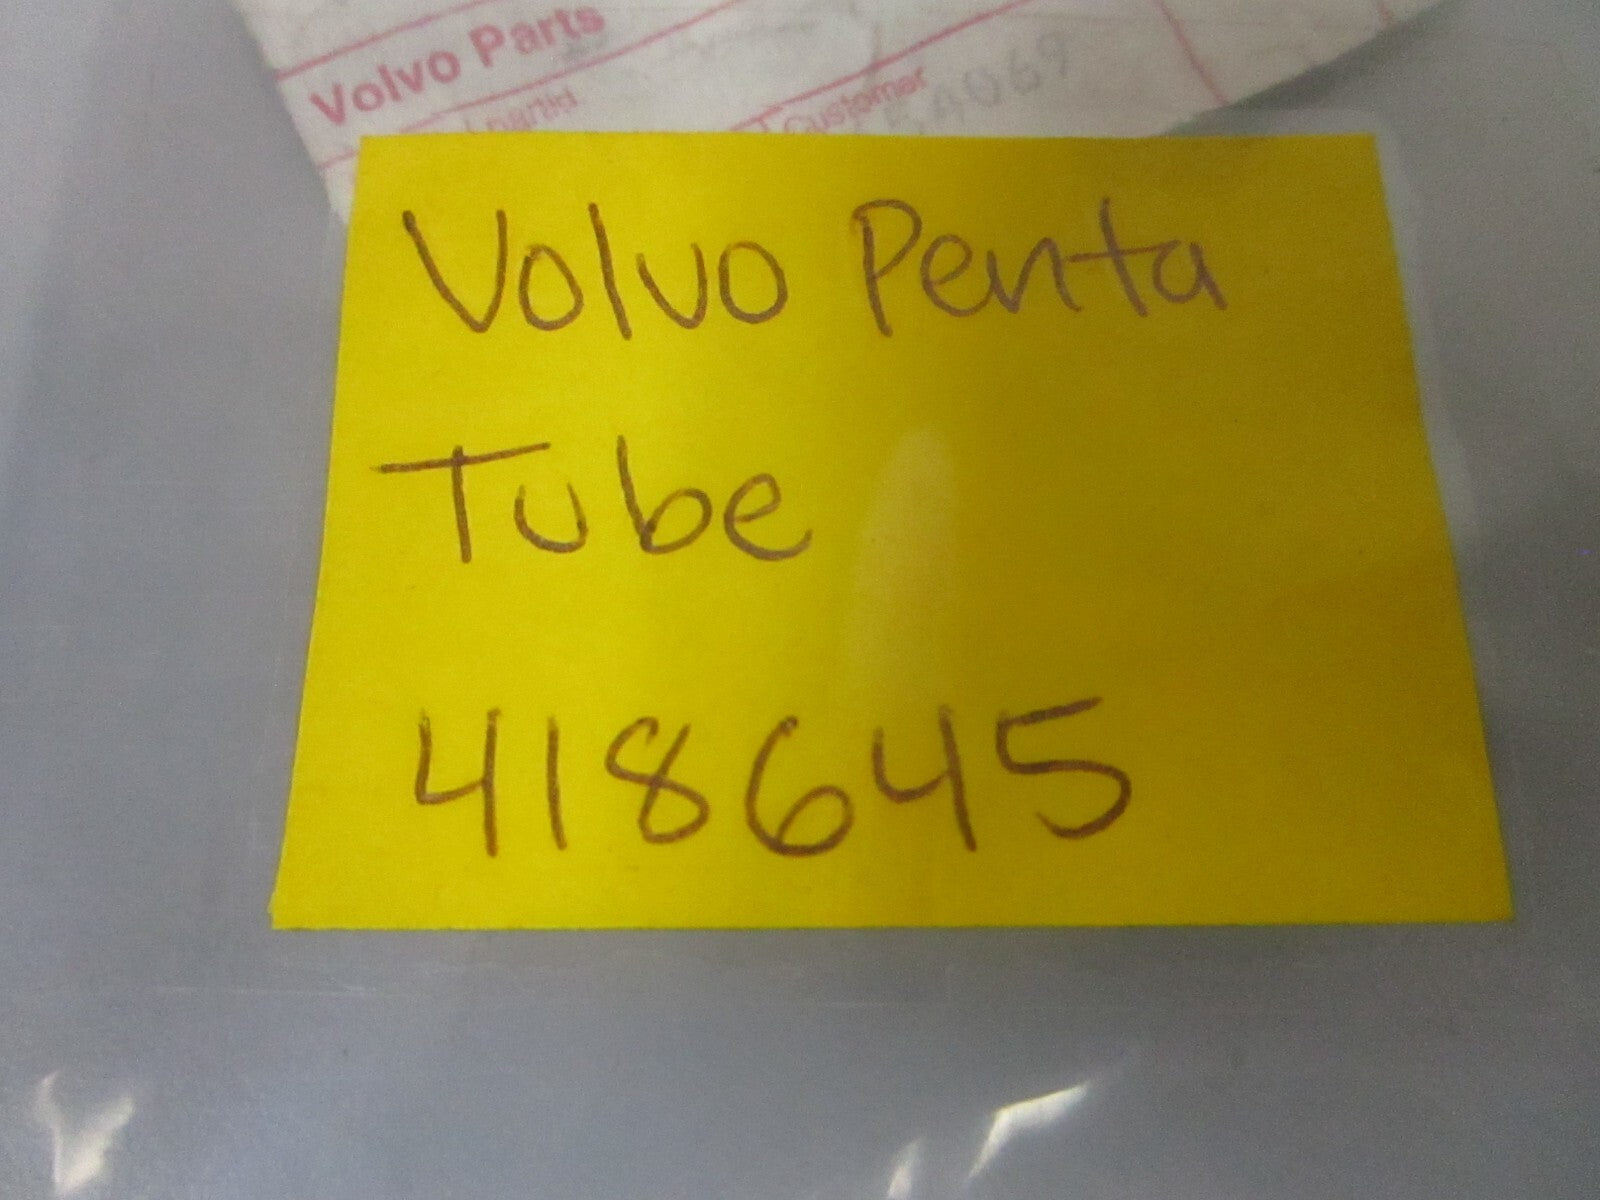 Volvo Parts
Customer
Volvo Penta
Tube
418645